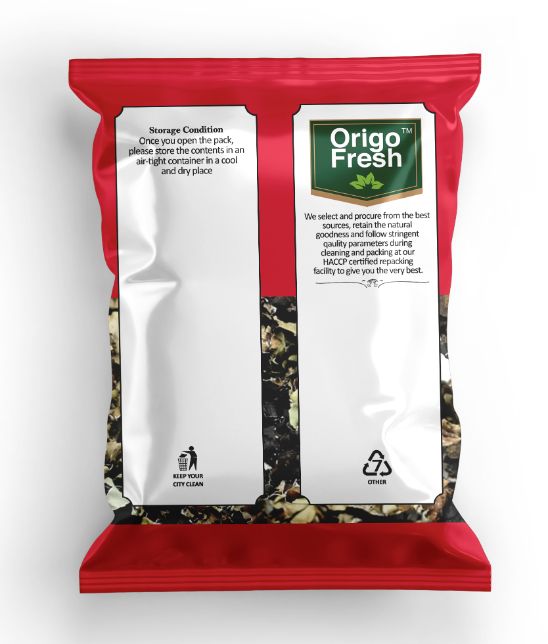 Storage Condition
Once you open the pack,
please store the contents in an
air-tight container in a cool
and dry place
Origo™
Fresh
We select and procure from the best
sources, retain the natural
goodness and follow stringent
qaulity parameters during
cleaning and packing at our
HACCP certified repacking
facility to give you the very best.
KEEP YOUR
CITY CLEAN
7
OTHER